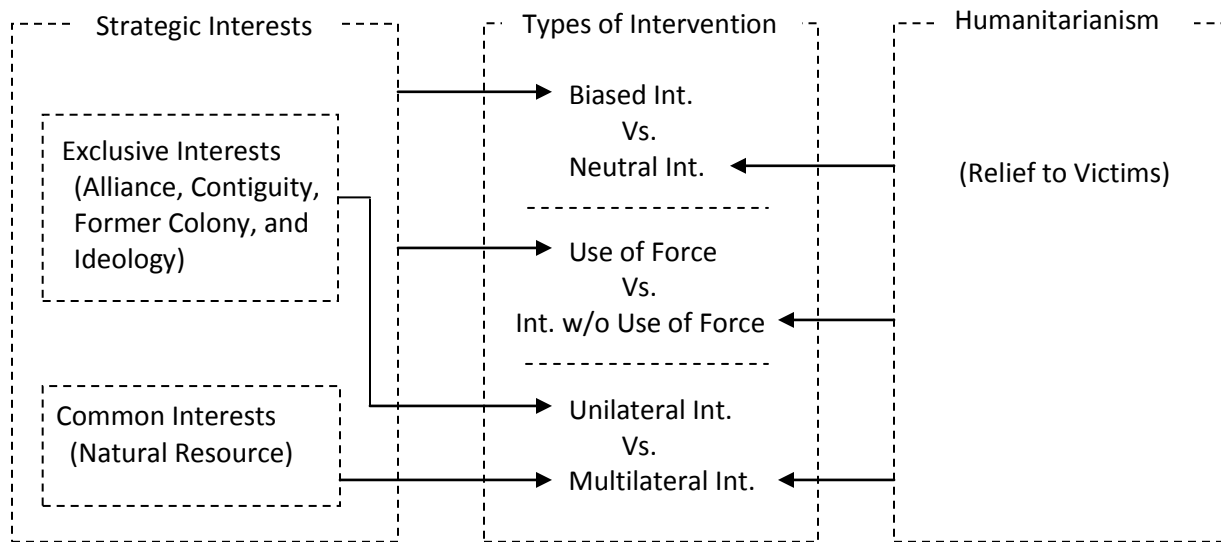 Strategic Interests
Exclusive Interests
(Alliance, Contiguity,
Former Colony, and
Ideology)
Common Interests
(Natural Resource)
Types of Intervention
Biased Int.
Vs.
Neutral Int.
Use of Force
Vs.
Int. w/o Use of Force
Unilateral Int.
Vs.
Multilateral Int.
Humanitarianism
(Relief to Victims)